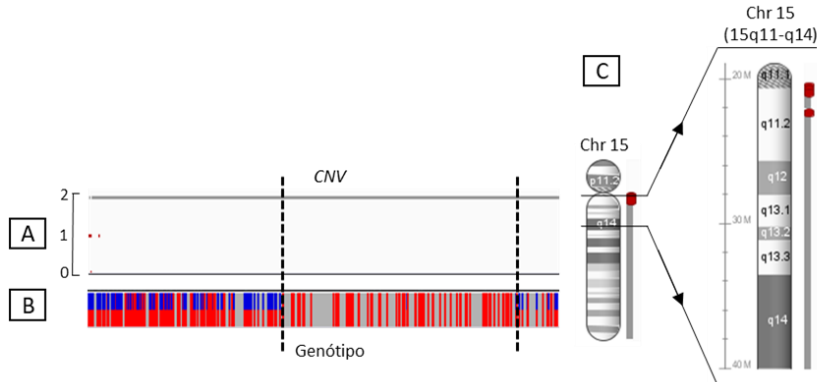 A
2
1
0
CNV
B
Genótipo
C
Chr 15
p11.2
q14
Chr 15
(15q11-q14)
20 M
30 M
40 M
q11.1
q11.2
q12
q13.1
q13.2
q13.3
q14